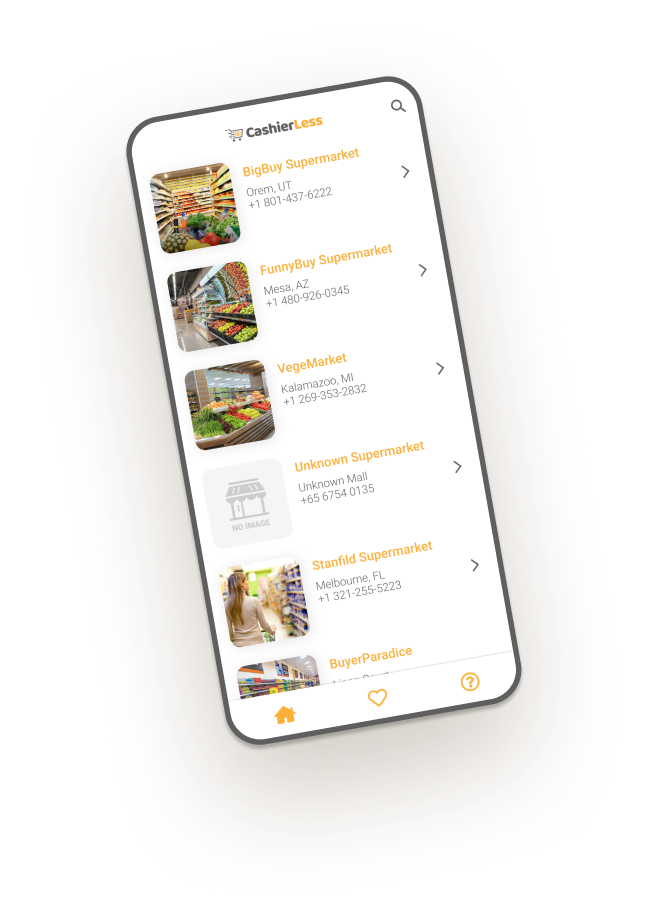 CashierLess
BigBuy Supermarket
Orem, UT
+1 801-437-6222
FunnyBuy Supermarket
Mesa, AZ
+1 480-926-0345
VegeMarket
Kalamazoo, MI
+1 269-353-2832
Unknown Supermarket
Unknown Mall
+65 6754 0135
NO IMAGE
Stanfild Supermarket
Melbourne, FL
+1 321-255-5223
BuyerParadice